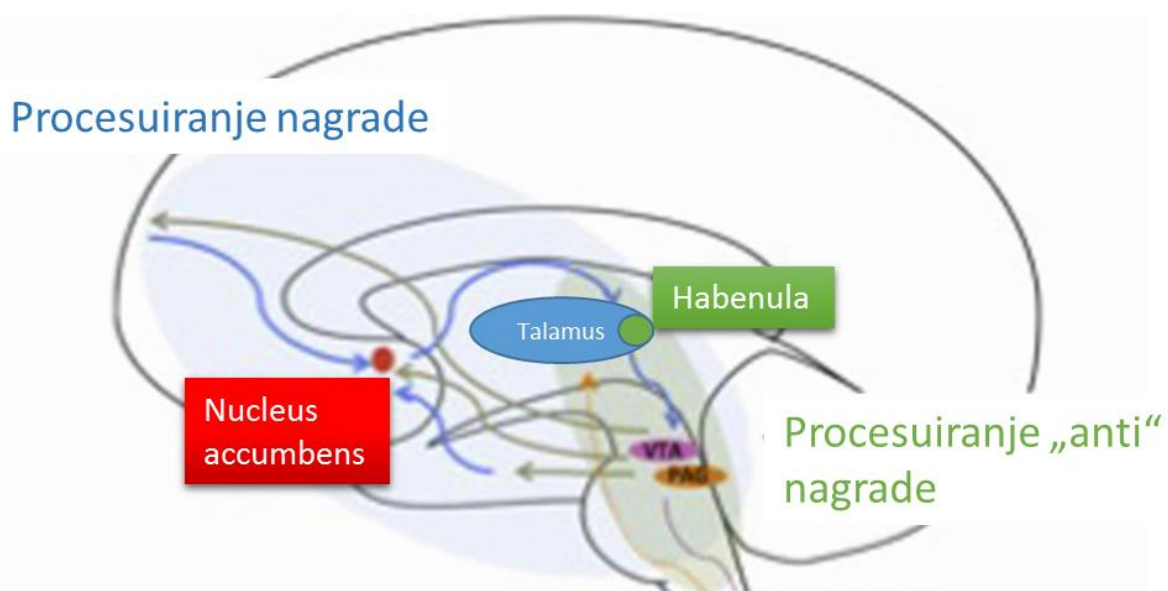 Procesuiranje nagrade
Habenula
Talamus
Nucleus
accumbens
VTA
PAG
Procesuiranje „anti“
nagrade